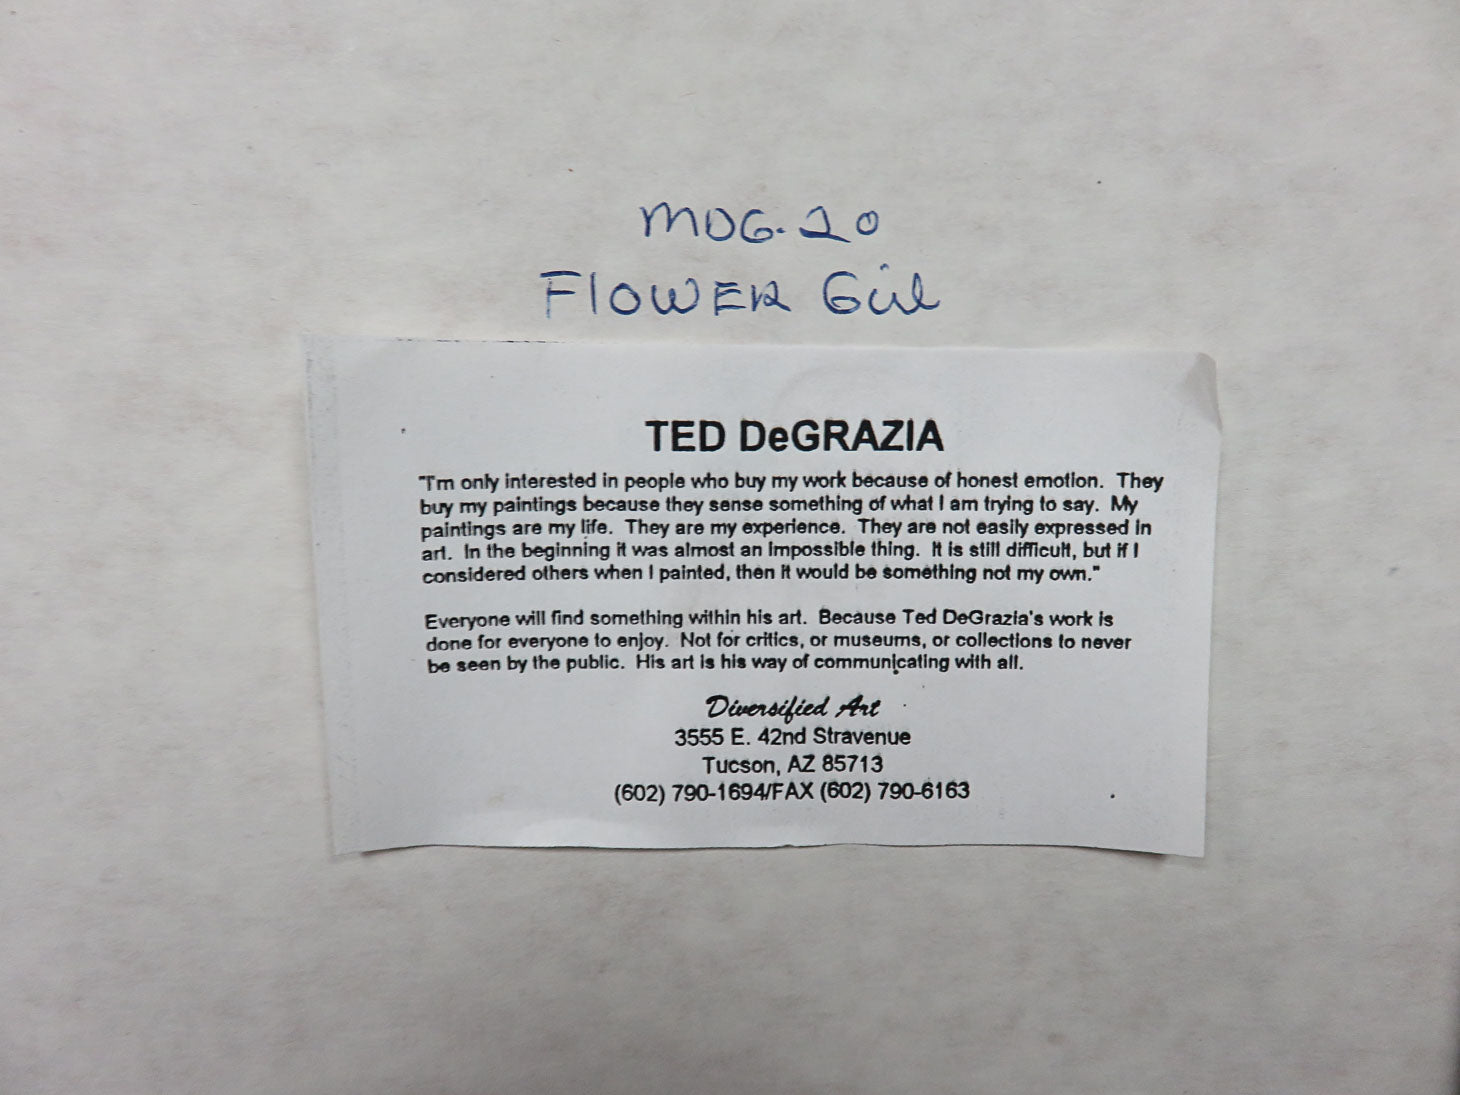 MDG.20
FLOWER Girl
TED DeGRAZIA
"I'm only interested in people who buy my work because of honest emotion. They
buy my paintings because they sense something of what I am trying to say. My
paintings are my life. They are my experience. They are not easily expressed in
art. In the beginning it was almost an impossible thing. It is still difficult, but if I
considered others when I painted, then it would be something not my own."
Everyone will find something within his art. Because Ted DeGrazia's work is
done for everyone to enjoy. Not for critics, or museums, or collections to never
be seen by the public. His art is his way of communicating with all.
Diversified Art
3555 E. 42nd Stravenue
Tucson, AZ 85713
(602) 790-1694/FAX (602) 790-6163